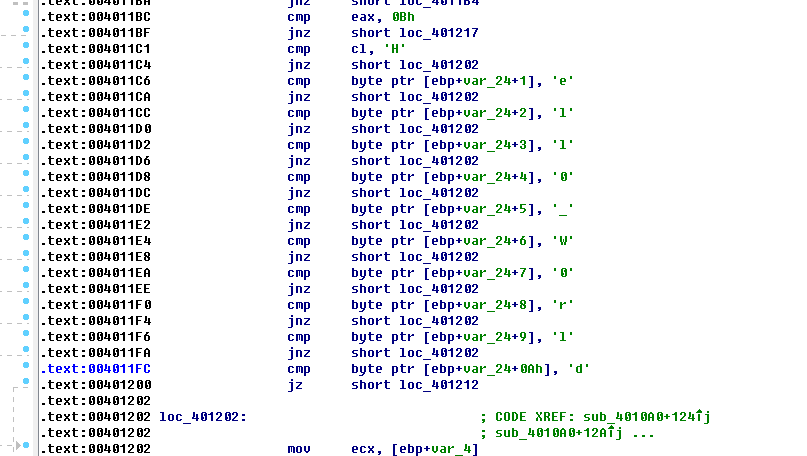 .text:004011BA jnz short loc_4011B4
.text:004011BC cmp eax, 0Bh
.text:004011BF jnz short loc_401217
.text:004011C1 cmp cl, 'H'
.text:004011C4 jnz short loc_401202
.text:004011C6 cmp byte ptr [ebp+var_24+1], 'e'
.text:004011CA jnz short loc_401202
.text:004011CC cmp byte ptr [ebp+var_24+2], 'l'
.text:004011D0 jnz short loc_401202
.text:004011D2 cmp byte ptr [ebp+var_24+3], 'l'
.text:004011D6 jnz short loc_401202
.text:004011D8 cmp byte ptr [ebp+var_24+4], '0'
.text:004011DC jnz short loc_401202
.text:004011DE cmp byte ptr [ebp+var_24+5], '_'
.text:004011E2 jnz short loc_401202
.text:004011E4 cmp byte ptr [ebp+var_24+6], 'W'
.text:004011E8 jnz short loc_401202
.text:004011EA cmp byte ptr [ebp+var_24+7], '0'
.text:004011EE jnz short loc_401202
.text:004011F0 cmp byte ptr [ebp+var_24+8], 'r'
.text:004011F4 jnz short loc_401202
.text:004011F6 cmp byte ptr [ebp+var_24+9], 'l'
.text:004011FA jnz short loc_401202
.text:004011FC cmp byte ptr [ebp+var_24+0Ah], 'd'
.text:00401200 jz short loc_401212
.text:00401202
.text:00401202 loc_401202: ; CODE XREF: sub_4010A0+124↑j
.text:00401202 ; sub_4010A0+12A↑j ...
.text:00401202 mov ecx, [ebp+var_4]